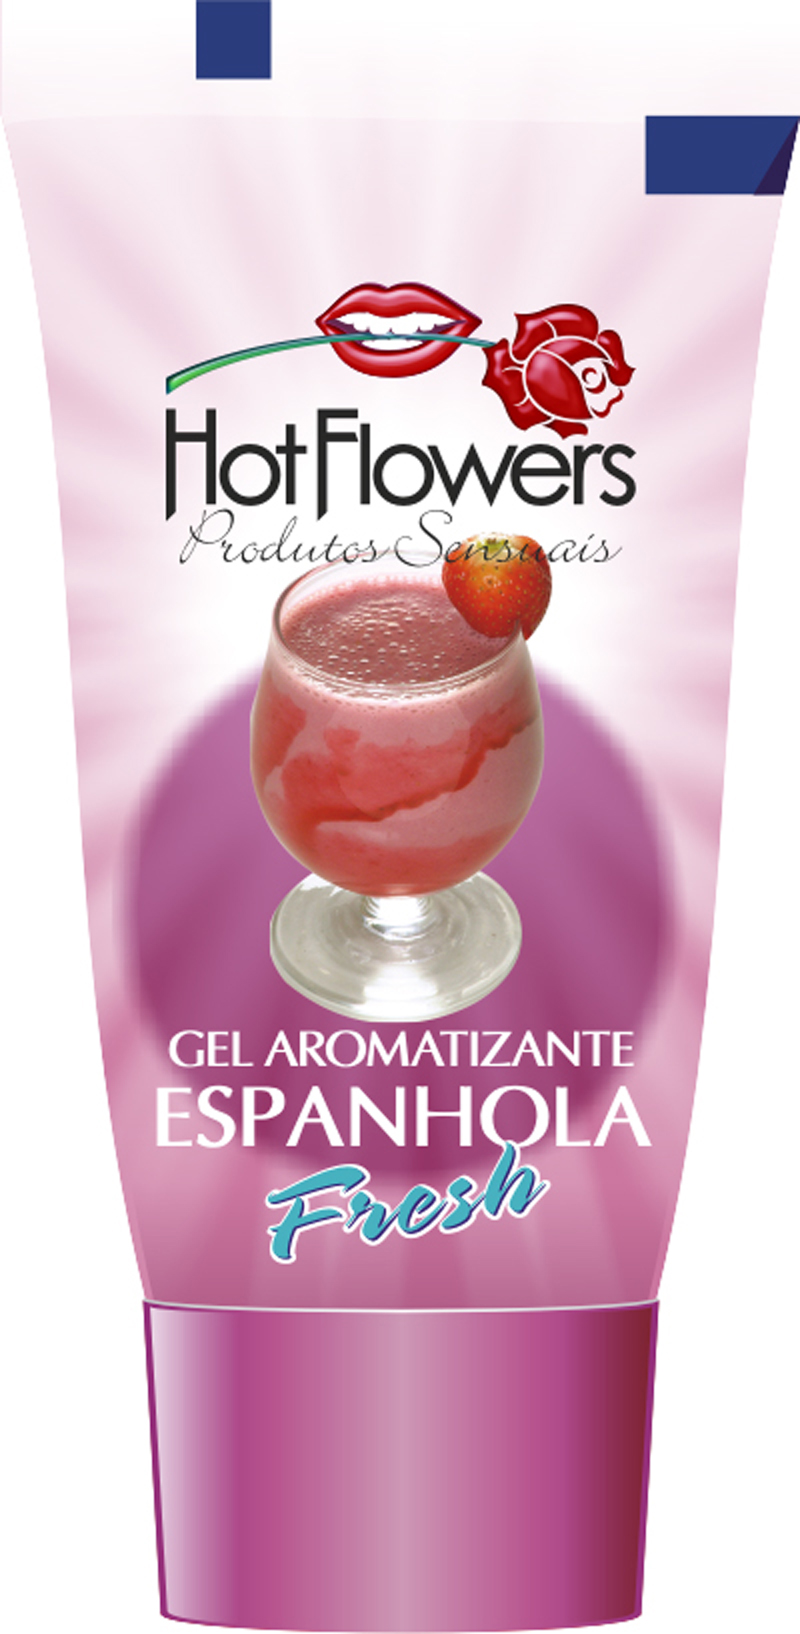 HotFlowers
Produtos Sensuais
GEL AROMATIZANTE
ESPANHOLA
Fresh